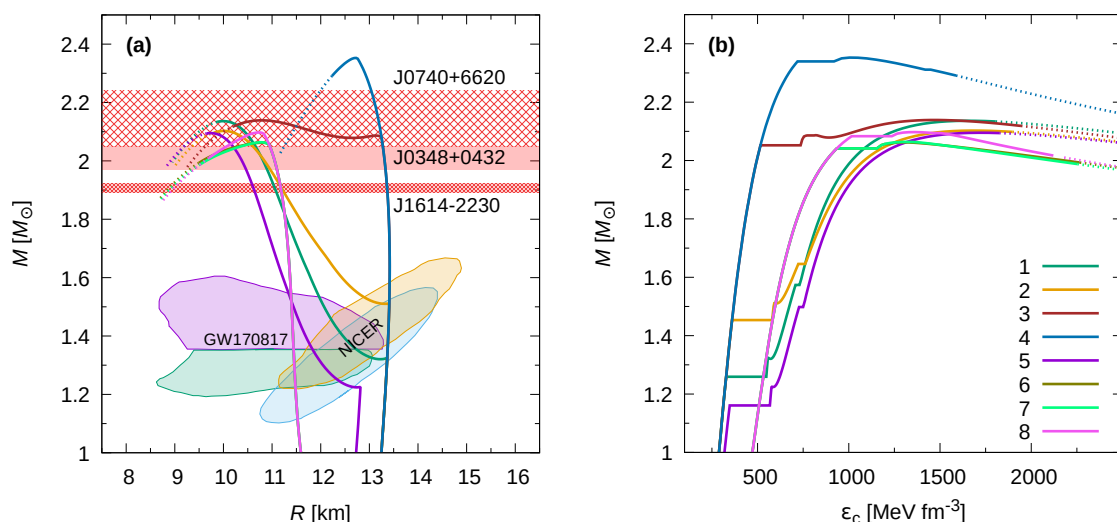 (a)
J0740+6620
J0348+0432
J1614-2230
GW170817
NICER
M [M⊙]
2.4
2.2
2
1.8
1.6
1.4
1.2
1
8 9 10 11 12 13 14 15 16
R [km]
(b)
M [M⊙]
2.4
2.2
2
1.8
1.6
1.4
1.2
1
1
2
3
4
5
6
7
8
500 1000 1500 2000
εc [MeV fm-3]